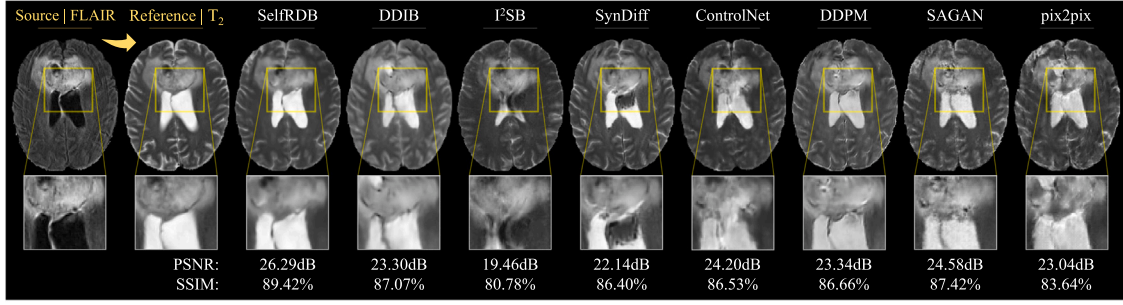 Source | FLAIR Reference | T₂ SelfRDB DDIB I²SB SynDiff ControlNet DDPM SAGAN pix2pix
PSNR: 26.29dB 23.30dB 19.46dB 22.14dB 24.20dB 23.34dB 24.58dB 23.04dB
SSIM: 89.42% 87.07% 80.78% 86.40% 86.53% 86.66% 87.42% 83.64%